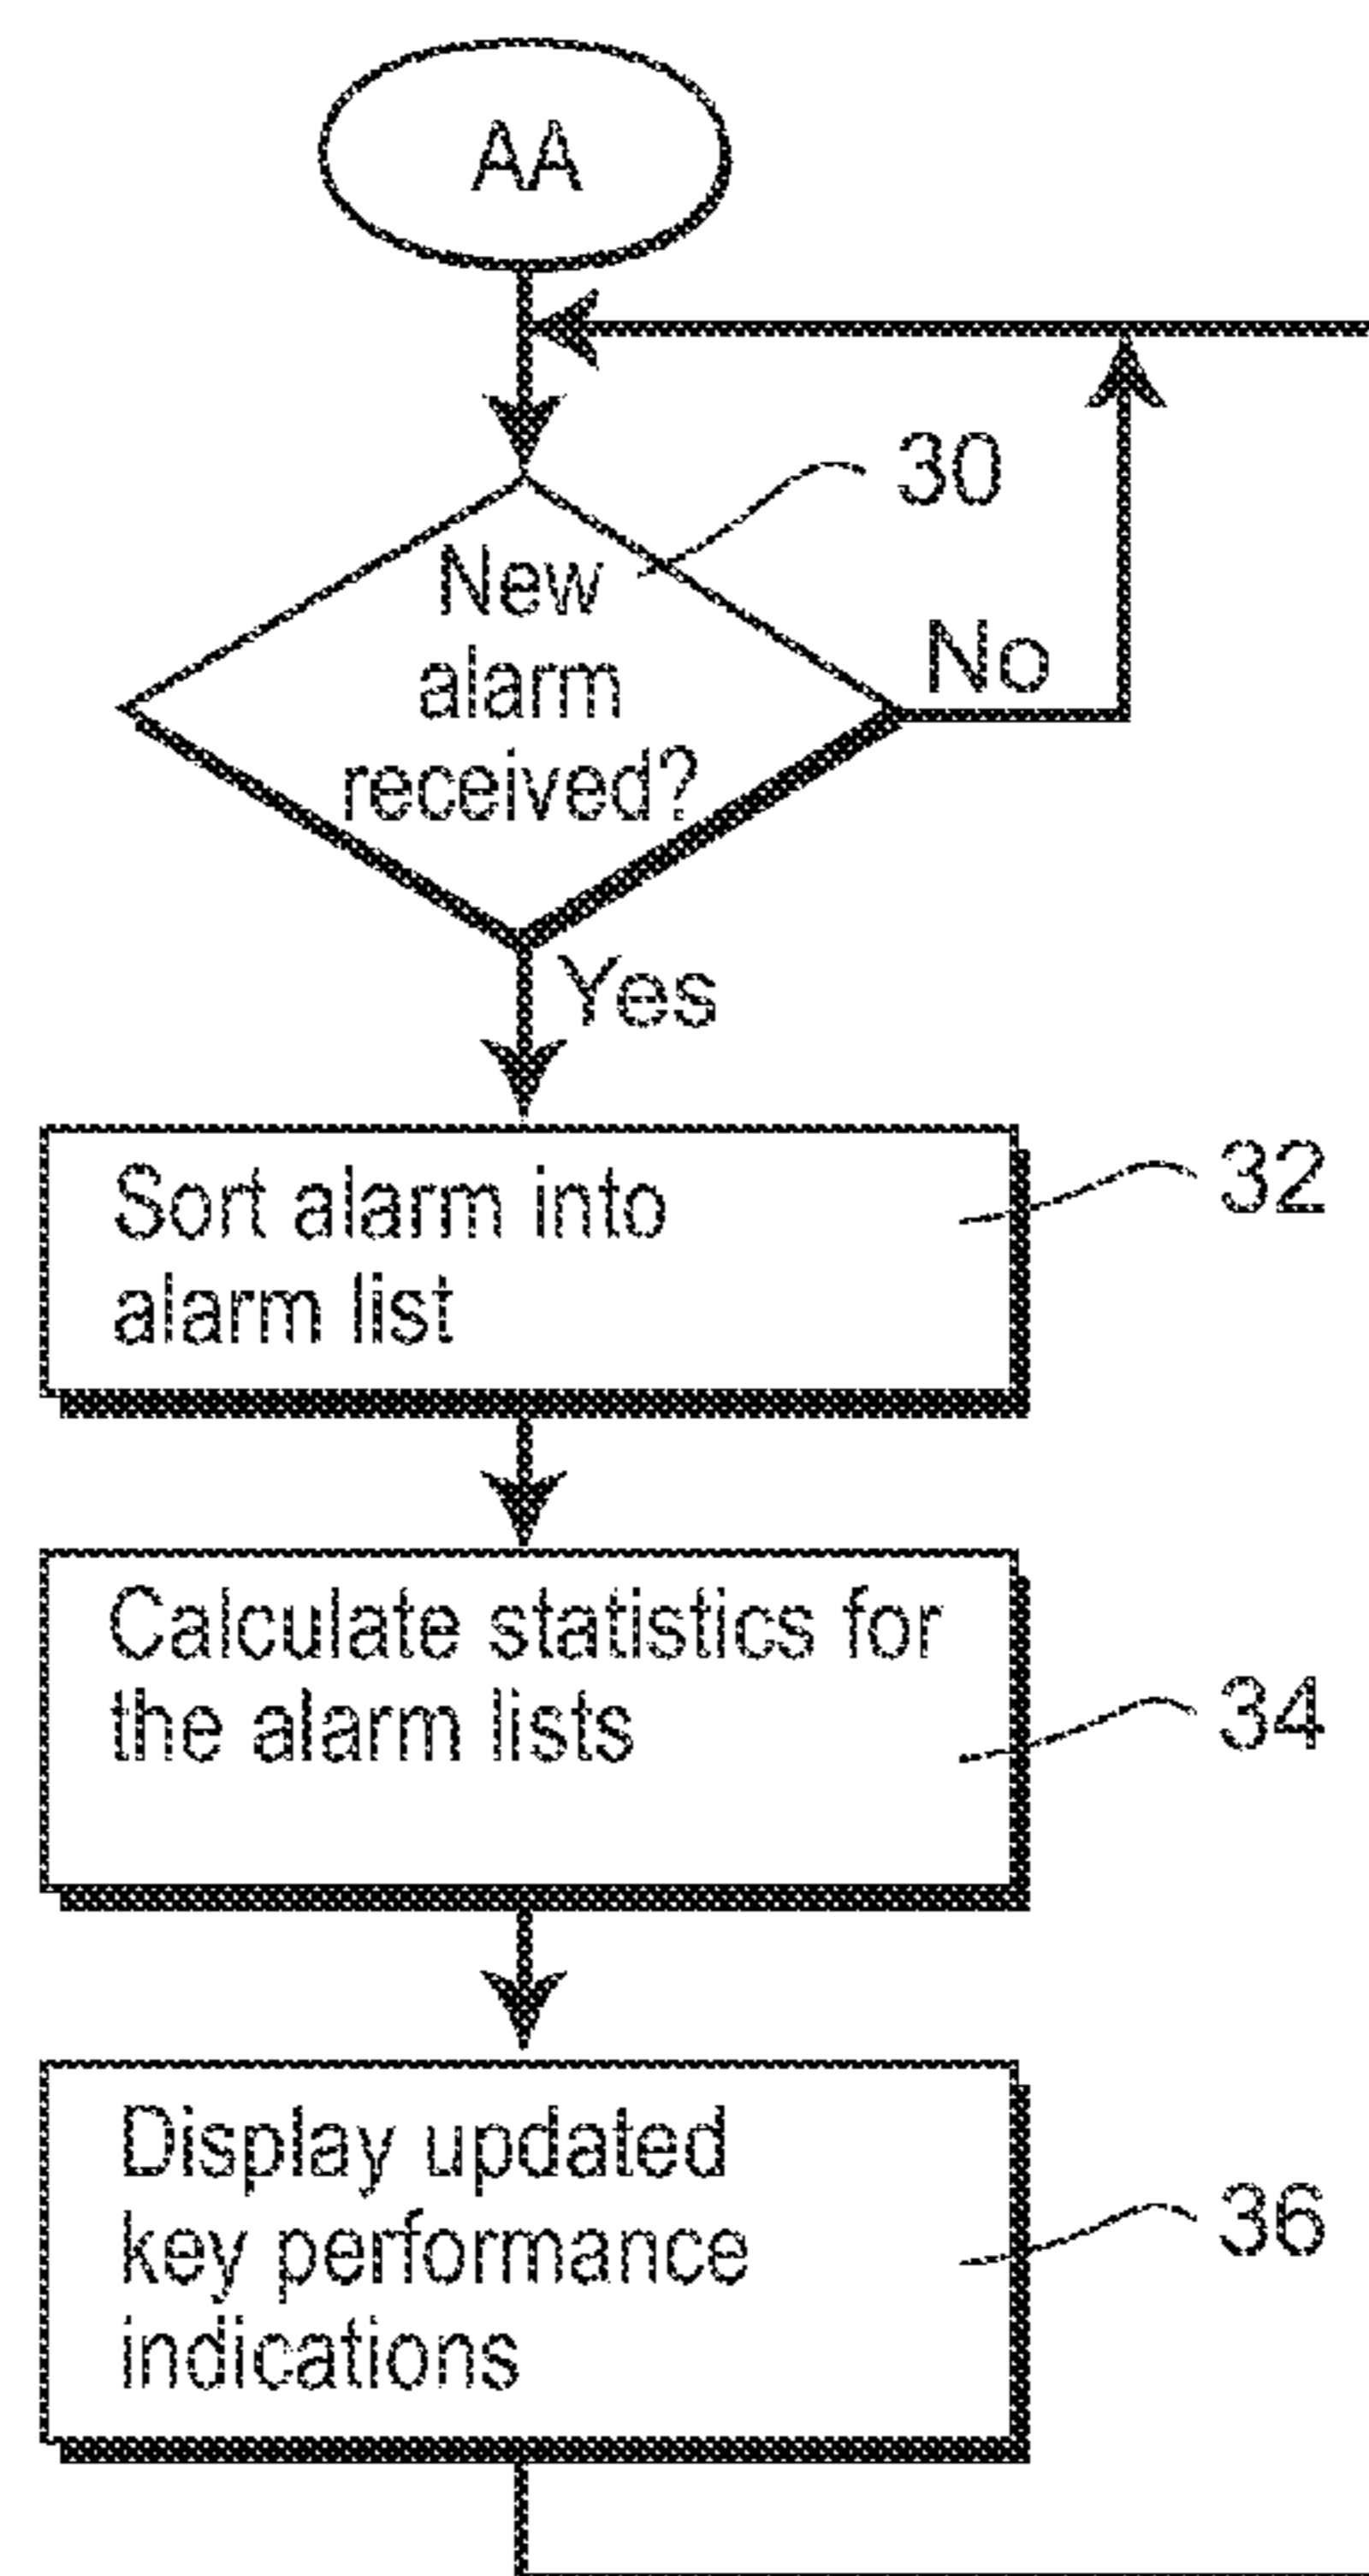 AA
30
New
alarm
received?
No
Yes
Sort alarm into
alarm list
32
Calculate statistics for
the alarm lists
34
Display updated
key performance
indications
36